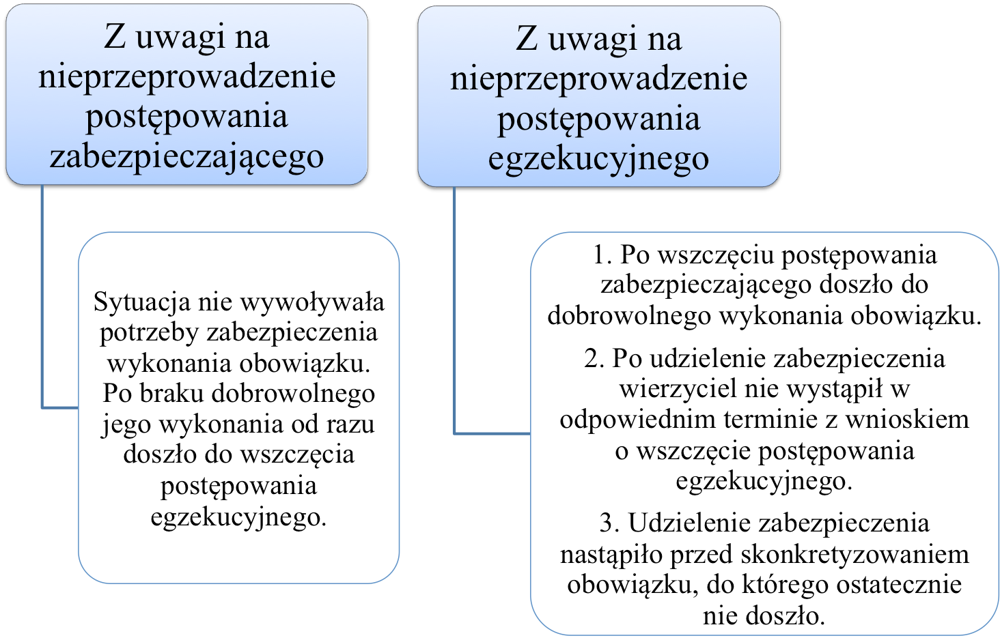 Z uwagi na
nieprzeprowadzenie
postępowania
zabezpieczającego
Sytuacja nie wywoływała
potrzeby zabezpieczenia
wykonania obowiązku.
Po braku dobrowolnego
jego wykonania od razu
doszło do wszczęcia
postępowania
egzekucyjnego.
Z uwagi na
nieprzeprowadzenie
postępowania
egzekucyjnego
1. Po wszczęciu postępowania
zabezpieczającego doszło do
dobrowolnego wykonania obowiązku.
2. Po udzielenie zabezpieczenia
wierzyciel nie wystąpił w
odpowiednim terminie z wnioskiem
o wszczęcie postępowania
egzekucyjnego.
3. Udzielenie zabezpieczenia
nastąpiło przed skonkretyzowaniem
obowiązku, do którego ostatecznie
nie doszło.